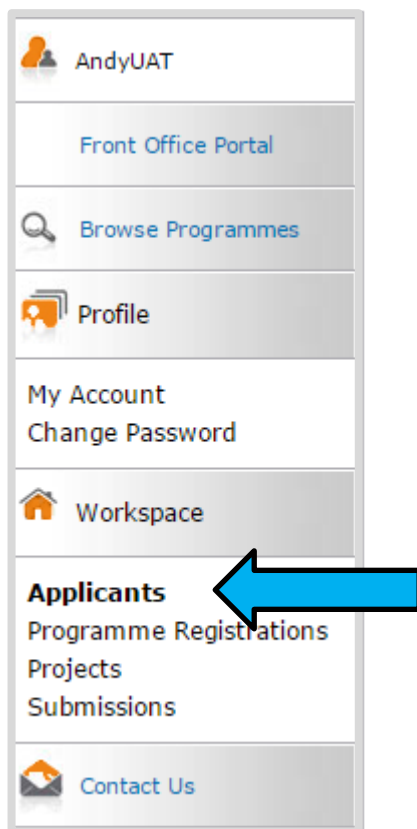 AndyUAT
Front Office Portal
Browse Programmes
Profile
My Account
Change Password
Workspace
Applicants
Programme Registrations
Projects
Submissions
Contact Us